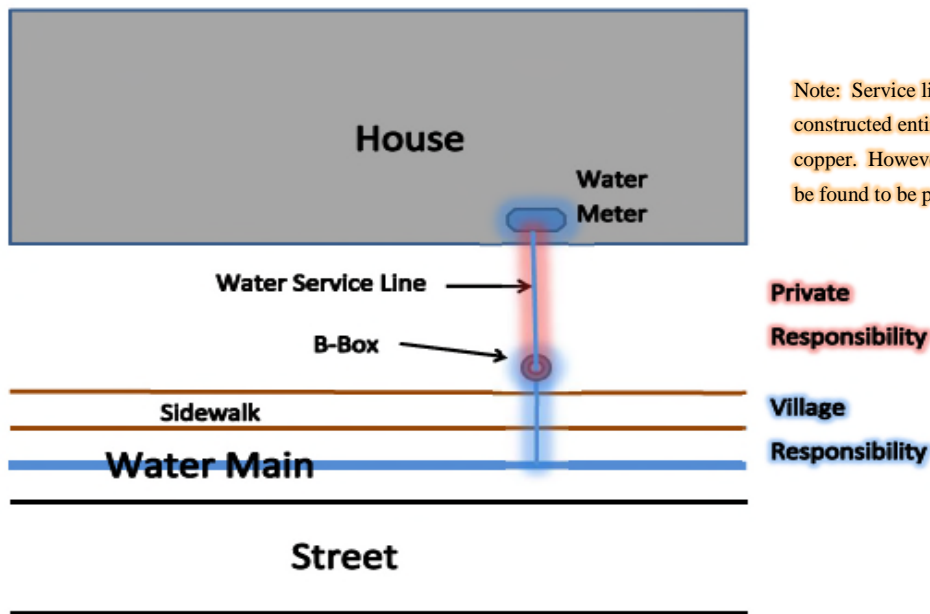 House
Water
Meter
Note: Service li
constructed enti
copper. Howev
be found to be p
Water Service Line
Private
Responsibility
B-Box
Sidewalk
Village
Responsibility
Water Main
Street